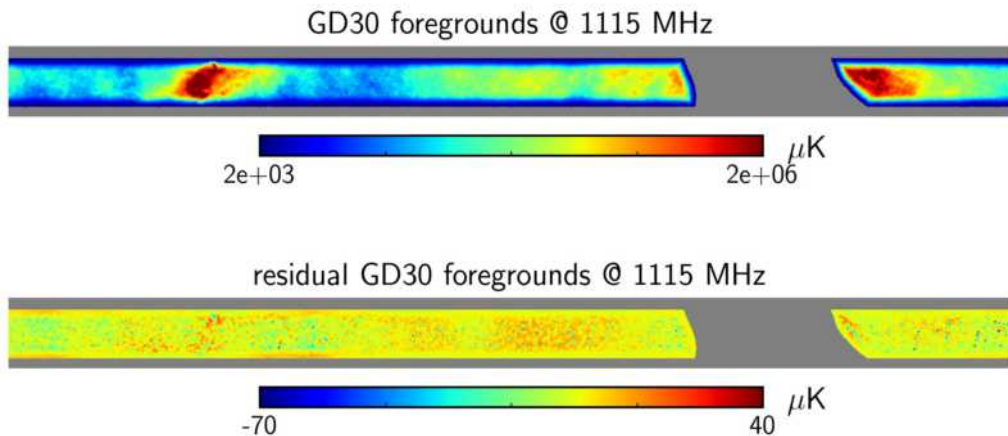 GD30 foregrounds @ 1115 MHz
2e+03 2e+06 μK
residual GD30 foregrounds @ 1115 MHz
-70 40 μK